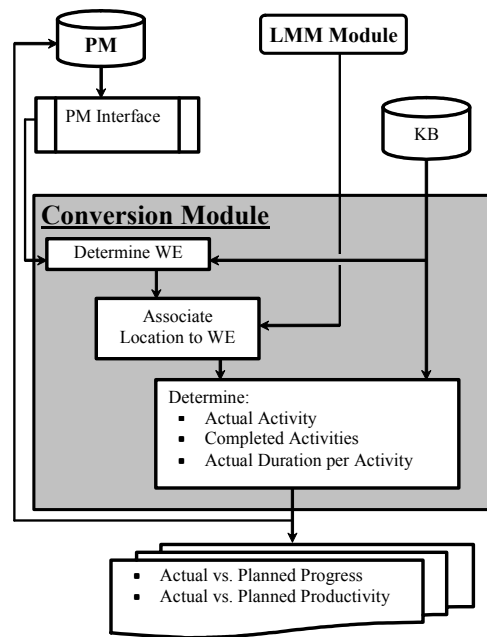 PM
LMM Module
PM Interface
KB
Conversion Module
Determine WE
Associate
Location to WE
Determine:
▪ Actual Activity
▪ Completed Activities
▪ Actual Duration per Activity
▪ Actual vs. Planned Progress
▪ Actual vs. Planned Productivity